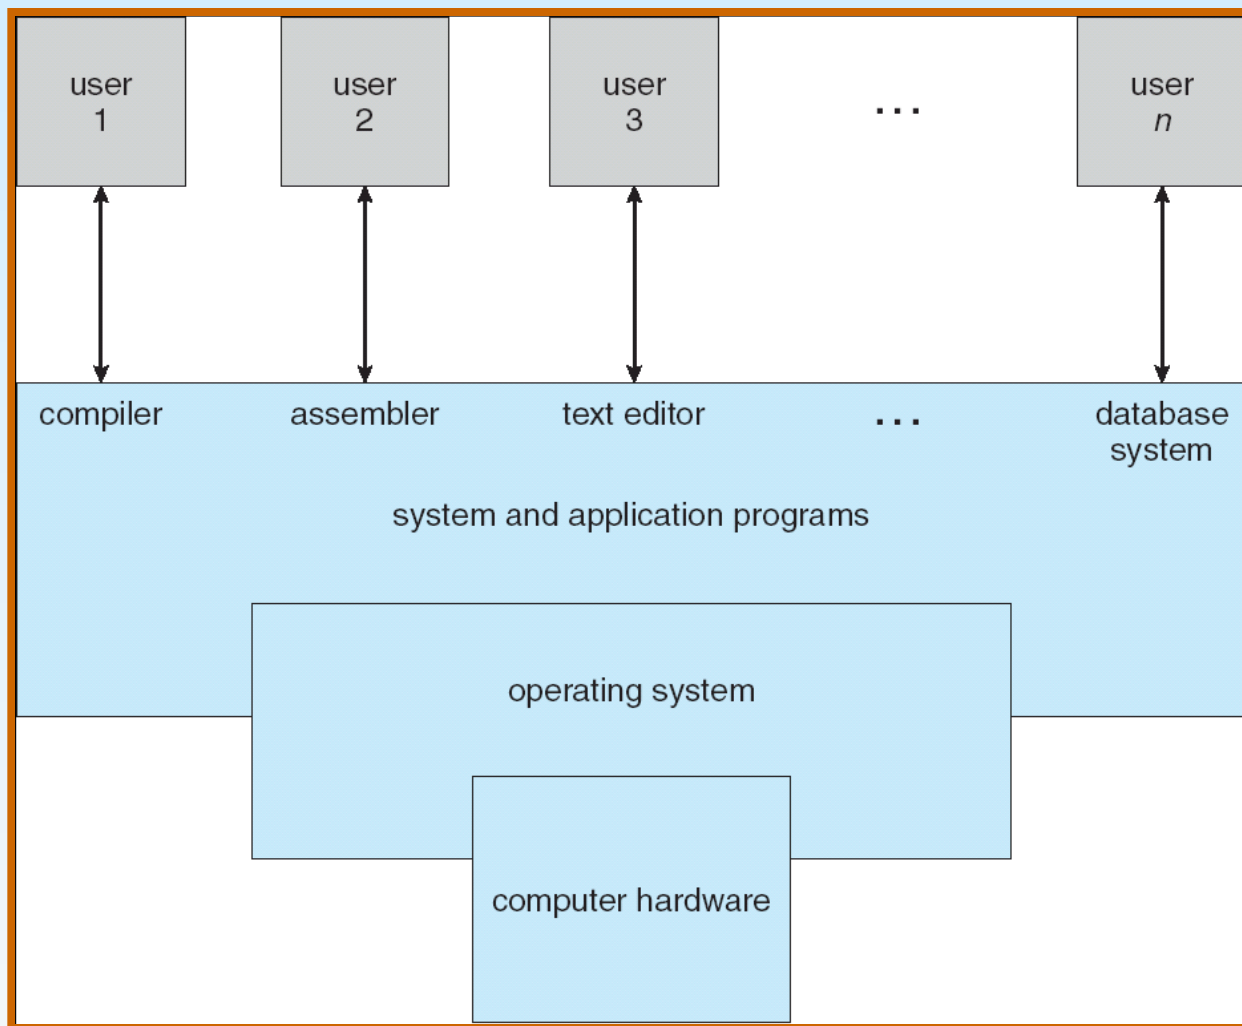 user
1
user
2
user
3
...
user
n
compiler
assembler
text editor
...
database
system
system and application programs
operating system
computer hardware